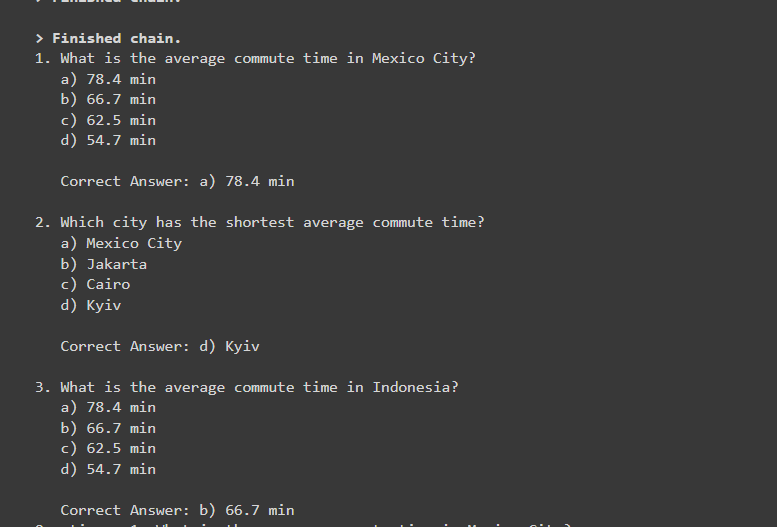 > Finished chain.
> Finished chain.
1. What is the average commute time in Mexico City?
a) 78.4 min
b) 66.7 min
c) 62.5 min
d) 54.7 min
Correct Answer: a) 78.4 min
2. Which city has the shortest average commute time?
a) Mexico City
b) Jakarta
c) Cairo
d) Kyiv
Correct Answer: d) Kyiv
3. What is the average commute time in Indonesia?
a) 78.4 min
b) 66.7 min
c) 62.5 min
d) 54.7 min
Correct Answer: b) 66.7 min